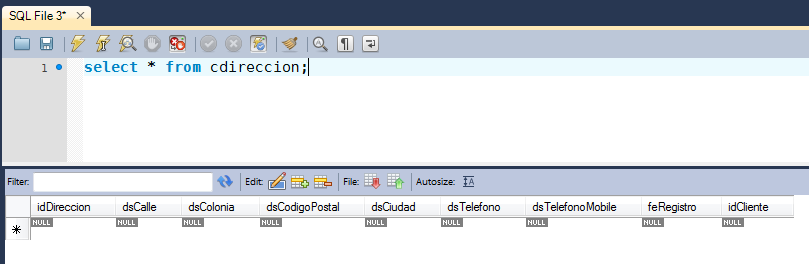 SQL File 3*
1 select * from cdireccion;
Filter: Edit: File: Autosize:
idDireccion dsCalle dsColonia dsCodigoPostal dsCiudad dsTelefono dsTelefonoMobile feRegistro idCliente
NULL NULL NULL NULL NULL NULL NULL NULL NULL